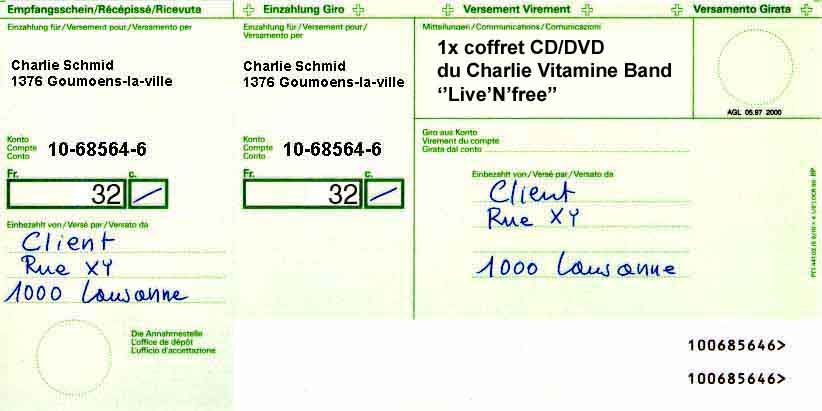 Empfangsschein/Récépissé/Ricevuta
Einzahlung für/Versement pour/Versamento per
Charlie Schmid
1376 Goumoens-la-ville
Konto
Compte
Conto
10-68564-6
Fr. c.
32 /
Einbezahlt von/Versé par/Versato da
Client
Rue XY
1000 Lausanne
Die Annahmestelle
L'office de dépôt
L'ufficio d'accettazione
Einzahlung Giro
Einzahlung für/Versement pour/
Versamento per
Charlie Schmid
1376 Goumoens-la-ville
Konto
Compte
Conto
10-68564-6
Fr. c.
32 /
Versement Virement
Versamento Girata
Mitteilungen/Communications/Comunicazioni
1x coffret CD/DVD
du Charlie Vitamine Band
‘’Live’N’free’’
AGL 05.97 2000
Giro aus Konto
Virement du compte
Girata dal conto
Einbezahlt von/Versé par/Versato da
Client
Rue XY
1000 Lausanne
100685646>
100685646>